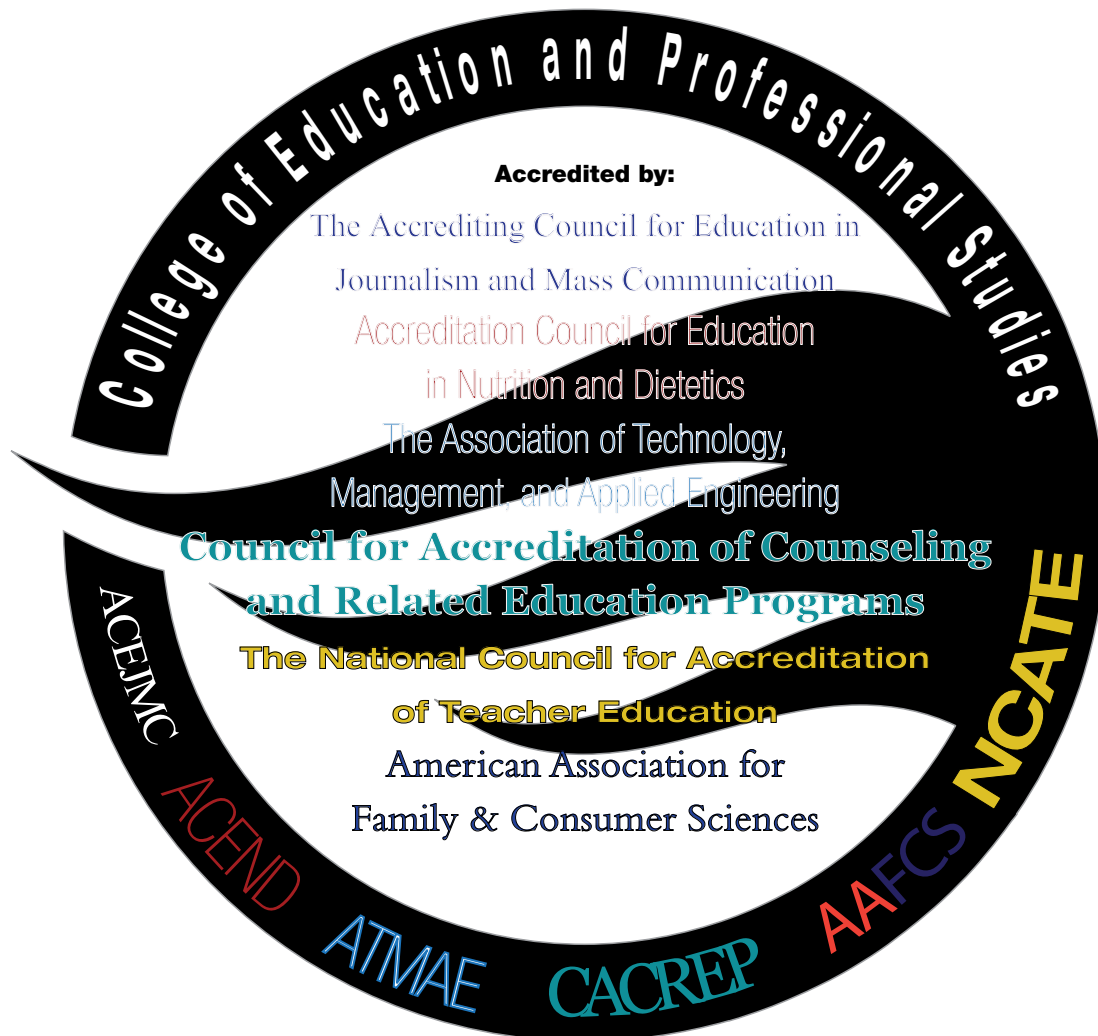 College of Education and Professional Studies
Accredited by:
The Accrediting Council for Education in
Journalism and Mass Communication
Accreditation Council for Education
in Nutrition and Dietetics
The Association of Technology,
Management, and Applied Engineering
Council for Accreditation of Counseling
and Related Education Programs
The National Council for Accreditation
of Teacher Education
American Association for
Family & Consumer Sciences
ACEJMC
ACEND
ATMAE
CACREP
AAFCS
NCATE